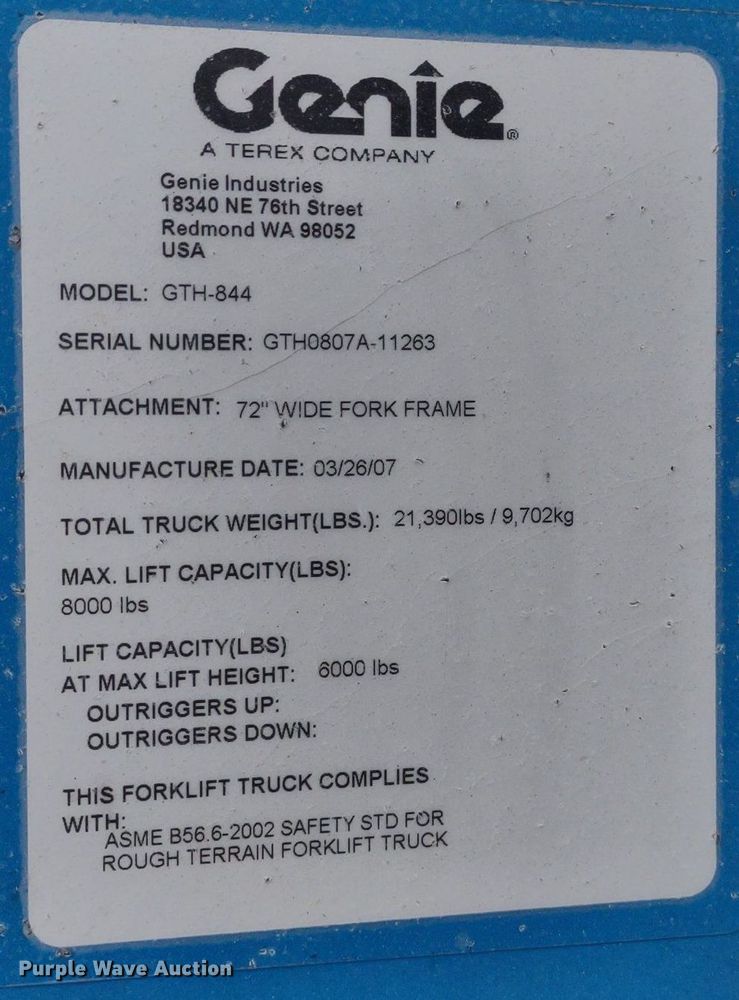 Genie®
A TEREX COMPANY
Genie Industries
18340 NE 76th Street
Redmond WA 98052
USA
MODEL: GTH-844
SERIAL NUMBER: GTH0807A-11263
ATTACHMENT: 72" WIDE FORK FRAME
MANUFACTURE DATE: 03/26/07
TOTAL TRUCK WEIGHT(LBS.): 21,390lbs / 9,702kg
MAX. LIFT CAPACITY(LBS):
8000 lbs
LIFT CAPACITY(LBS)
AT MAX LIFT HEIGHT: 6000 lbs
OUTRIGGERS UP:
OUTRIGGERS DOWN:
THIS FORKLIFT TRUCK COMPLIES
WITH:
ASME B56.6-2002 SAFETY STD FOR
ROUGH TERRAIN FORKLIFT TRUCK
Purple Wave Auction